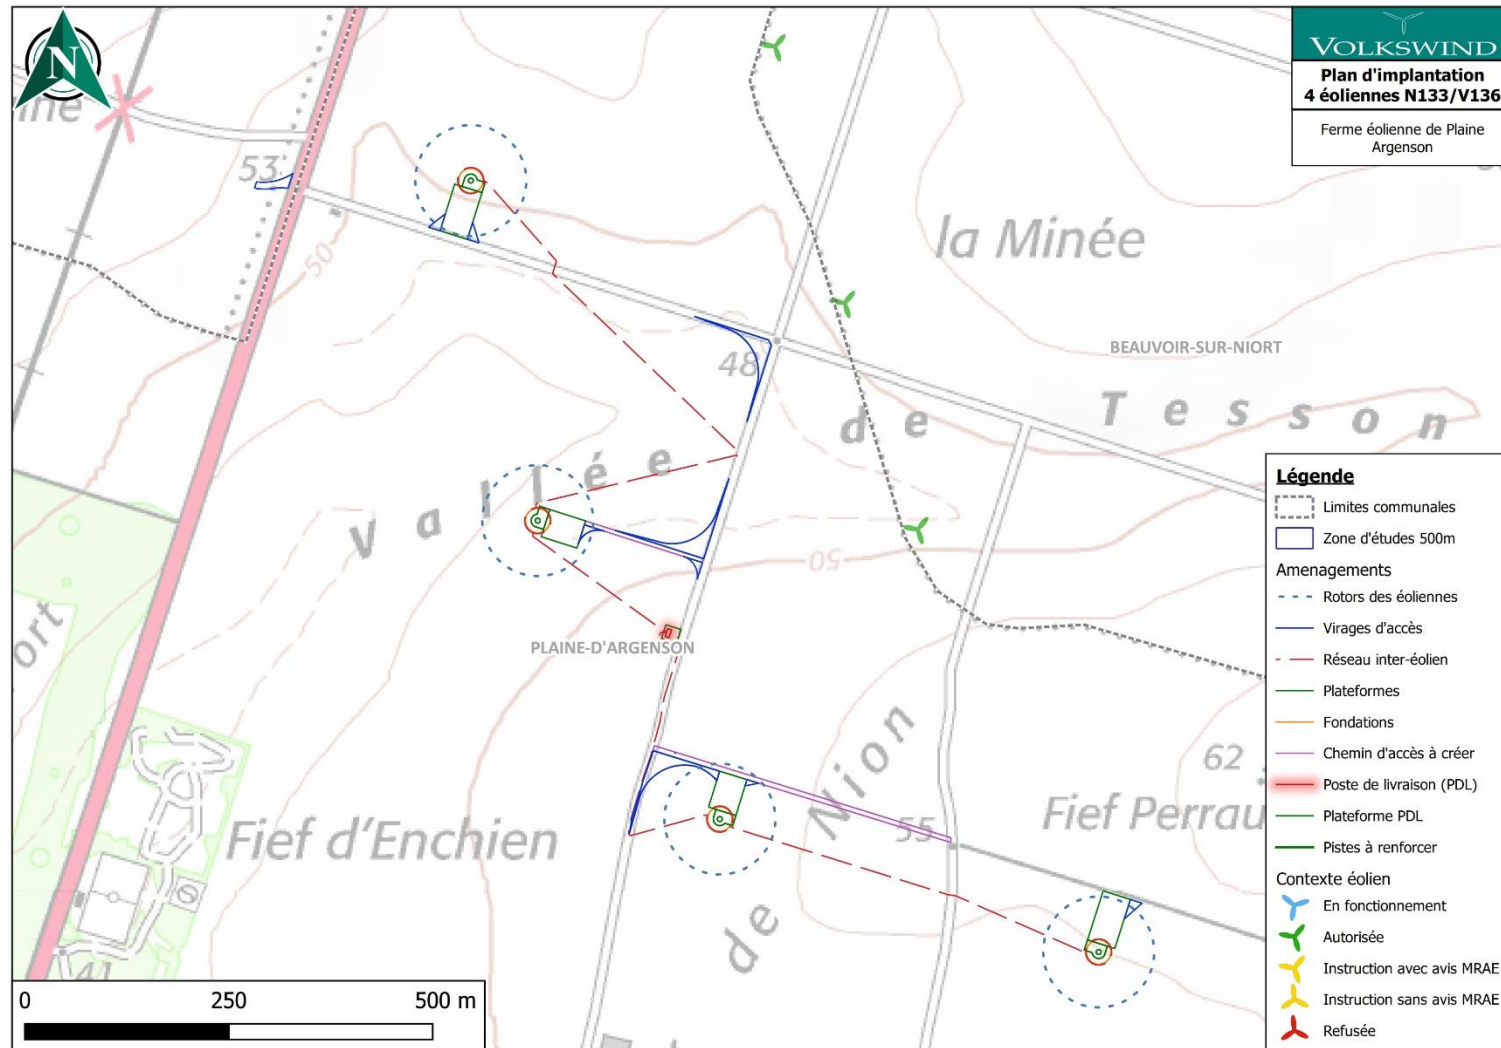 VOLKSWIND
Plan d'implantation
4 éoliennes N133/V136
Ferme éolienne de Plaine
Argenson
N
53
50
la Minée
48
BEAUVOIR-SUR-NIORT
Vallée de Tesson
50
PLAINE-D'ARGENSON
Fief d'Enchien
de Nion
62
55
Fief Perrau
41
0 250 500 m
Légende
Limites communales
Zone d'études 500m
Amenagements
Rotors des éoliennes
Virages d'accès
Réseau inter-éolien
Plateformes
Fondations
Chemin d'accès à créer
Poste de livraison (PDL)
Plateforme PDL
Pistes à renforcer
Contexte éolien
En fonctionnement
Autorisée
Instruction avec avis MRAE
Instruction sans avis MRAE
Refusée